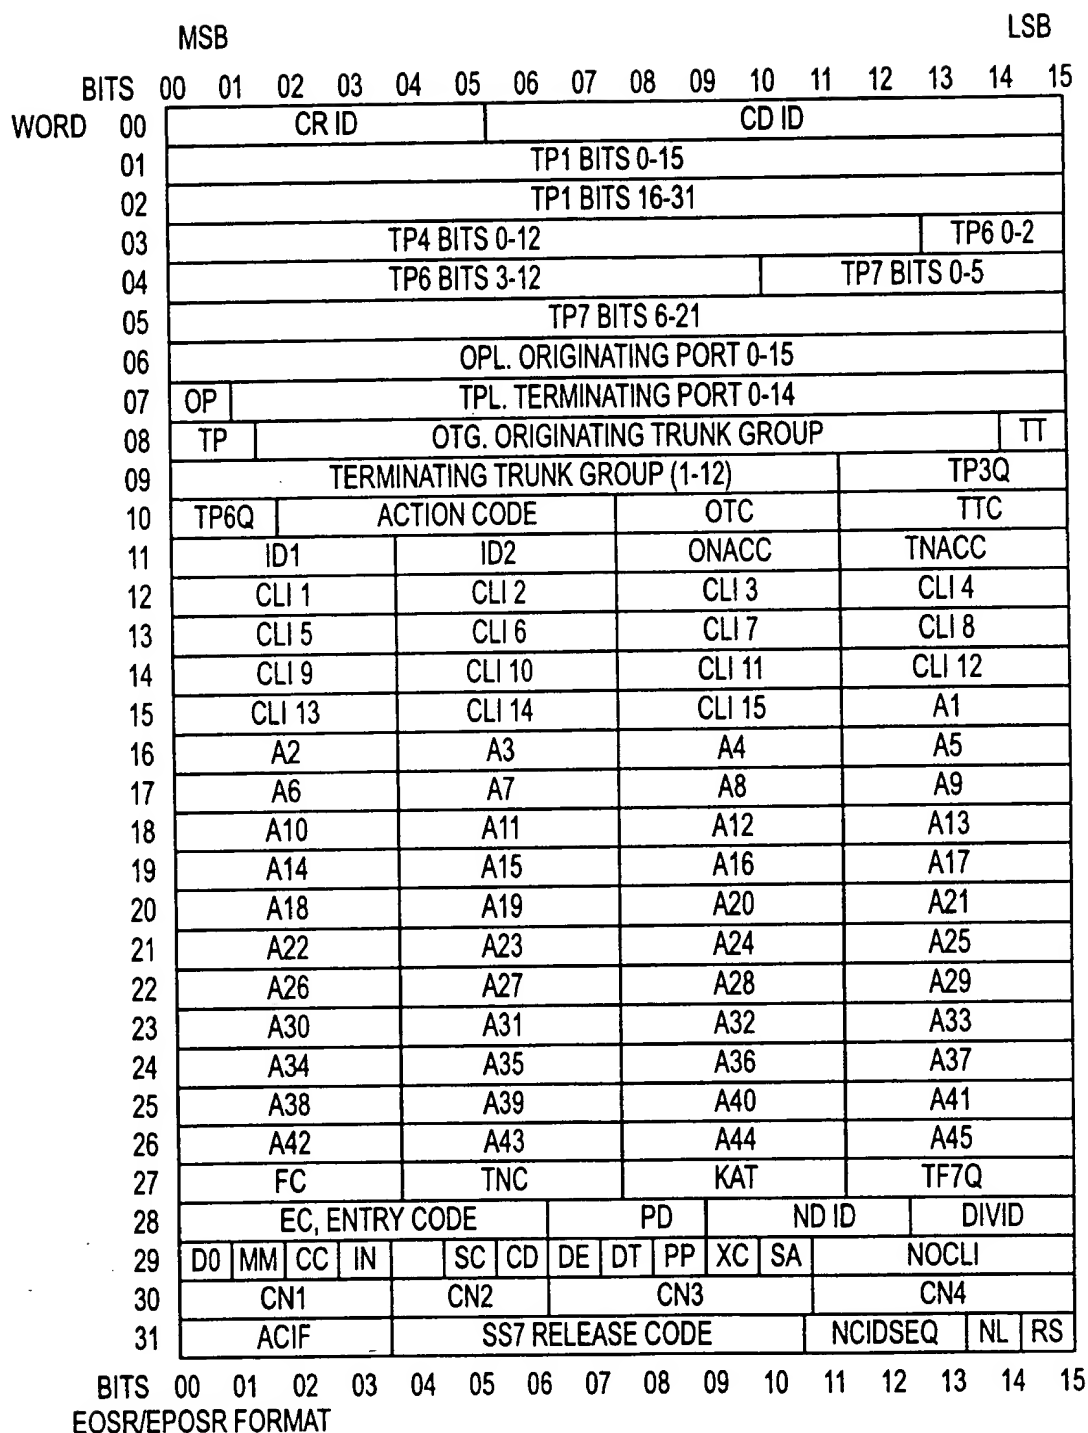 MSB LSB
BITS 00 01 02 03 04 05 06 07 08 09 10 11 12 13 14 15
WORD 00 CR ID CD ID
01 TP1 BITS 0-15
02 TP1 BITS 16-31
03 TP4 BITS 0-12 TP6 0-2
04 TP6 BITS 3-12 TP7 BITS 0-5
05 TP7 BITS 6-21
06 OPL. ORIGINATING PORT 0-15
07 OP TPL. TERMINATING PORT 0-14
08 TP OTG. ORIGINATING TRUNK GROUP TT
09 TERMINATING TRUNK GROUP (1-12) TP3Q
10 TP6Q ACTION CODE OTC TTC
11 ID1 ID2 ONACC TNACC
12 CLI 1 CLI 2 CLI 3 CLI 4
13 CLI 5 CLI 6 CLI 7 CLI 8
14 CLI 9 CLI 10 CLI 11 CLI 12
15 CLI 13 CLI 14 CLI 15 A1
16 A2 A3 A4 A5
17 A6 A7 A8 A9
18 A10 A11 A12 A13
19 A14 A15 A16 A17
20 A18 A19 A20 A21
21 A22 A23 A24 A25
22 A26 A27 A28 A29
23 A30 A31 A32 A33
24 A34 A35 A36 A37
25 A38 A39 A40 A41
26 A42 A43 A44 A45
27 FC TNC KAT TF7Q
28 EC, ENTRY CODE PD ND ID DIVID
29 D0 MM CC IN SC CD DE DT PP XC SA NOCLI
30 CN1 CN2 CN3 CN4
31 ACIF SS7 RELEASE CODE NCIDSEQ NL RS
BITS 00 01 02 03 04 05 06 07 08 09 10 11 12 13 14 15
EOSR/EPOSR FORMAT